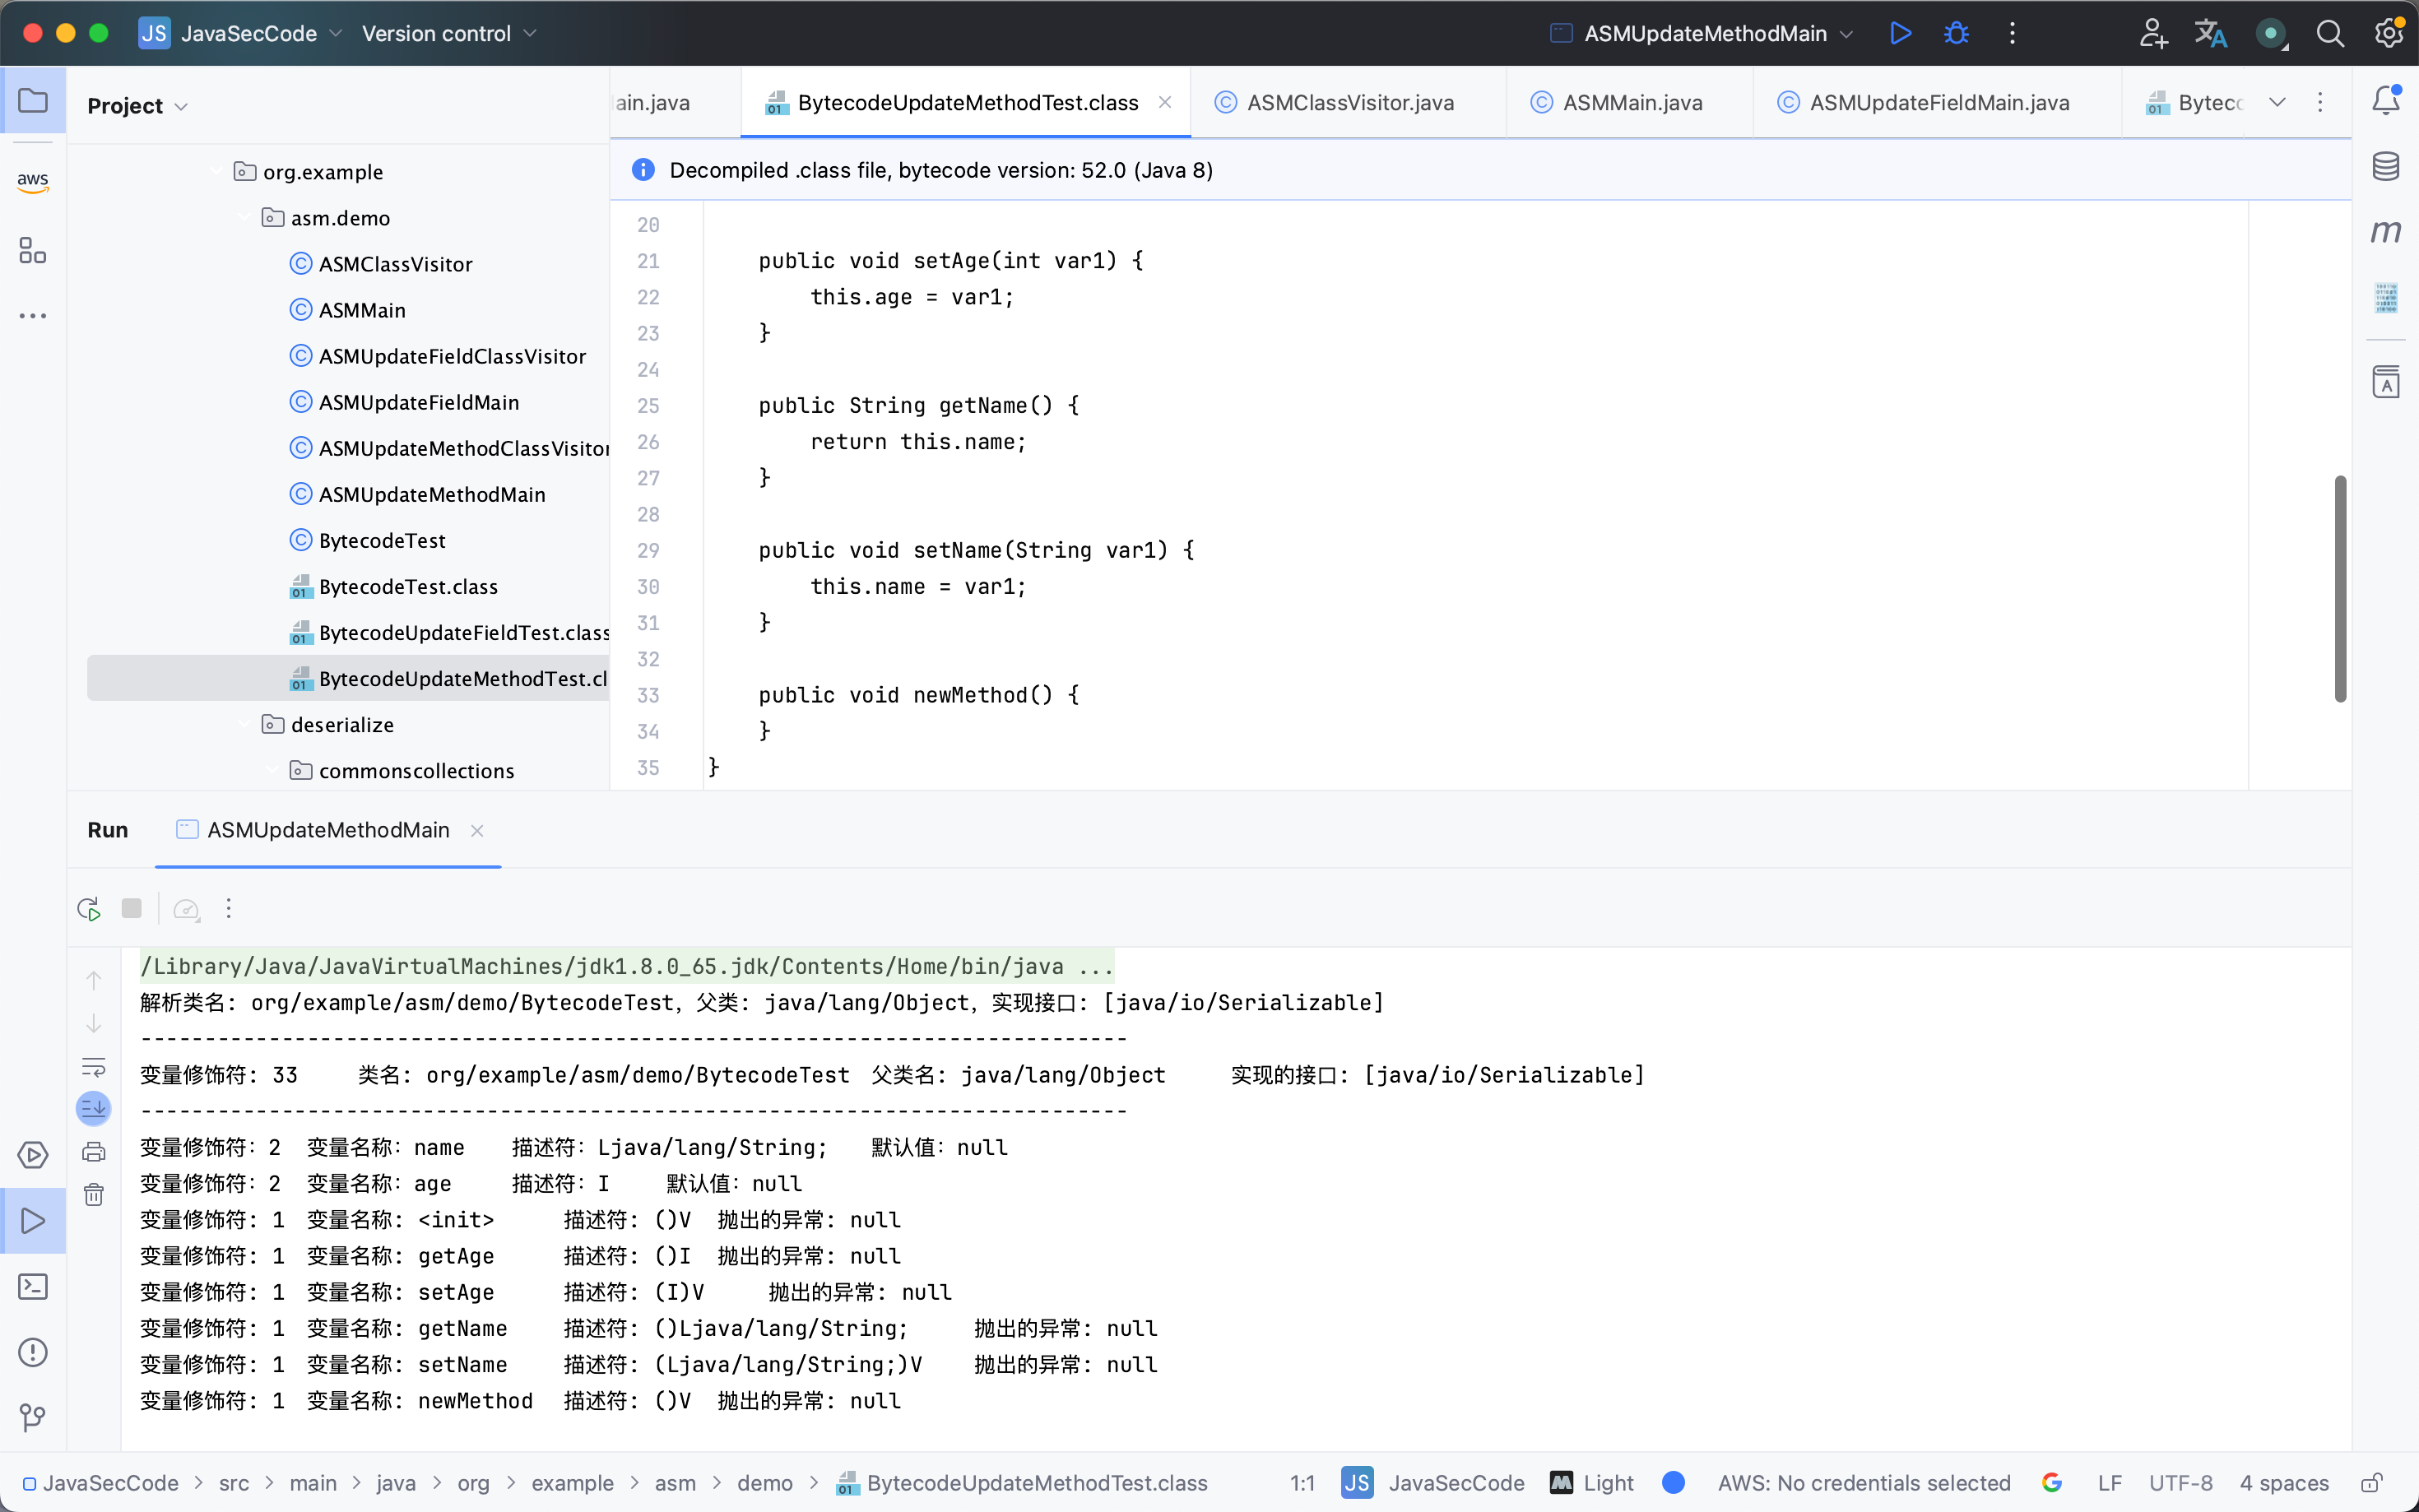 JS JavaSecCode Version control ASMUpdateMethodMain
Project
aws
org.example
asm.demo
ASMClassVisitor
ASMMain
ASMUpdateFieldClassVisitor
ASMUpdateFieldMain
ASMUpdateMethodClassVisitor
ASMUpdateMethodMain
BytecodeTest
BytecodeTest.class
BytecodeUpdateFieldTest.class
BytecodeUpdateMethodTest.cl
deserialize
commonscollections
ain.java BytecodeUpdateMethodTest.class ASMClassVisitor.java ASMMain.java ASMUpdateFieldMain.java Bytec
Decompiled .class file, bytecode version: 52.0 (Java 8)
20
21 public void setAge(int var1) {
22 this.age = var1;
23 }
24
25 public String getName() {
26 return this.name;
27 }
28
29 public void setName(String var1) {
30 this.name = var1;
31 }
32
33 public void newMethod() {
34 }
35 }
Run ASMUpdateMethodMain
/Library/Java/JavaVirtualMachines/jdk1.8.0_65.jdk/Contents/Home/bin/java ...
解析类名: org/example/asm/demo/BytecodeTest，父类: java/lang/Object，实现接口: [java/io/Serializable]
-----------------------------------------------------------------------------
变量修饰符: 33 类名: org/example/asm/demo/BytecodeTest 父类名: java/lang/Object 实现的接口: [java/io/Serializable]
-----------------------------------------------------------------------------
变量修饰符: 2 变量名称: name 描述符: Ljava/lang/String; 默认值: null
变量修饰符: 2 变量名称: age 描述符: I 默认值: null
变量修饰符: 1 变量名称: <init> 描述符: ()V 抛出的异常: null
变量修饰符: 1 变量名称: getAge 描述符: ()I 抛出的异常: null
变量修饰符: 1 变量名称: setAge 描述符: (I)V 抛出的异常: null
变量修饰符: 1 变量名称: getName 描述符: ()Ljava/lang/String; 抛出的异常: null
变量修饰符: 1 变量名称: setName 描述符: (Ljava/lang/String;)V 抛出的异常: null
变量修饰符: 1 变量名称: newMethod 描述符: ()V 抛出的异常: null
JavaSecCode > src > main > java > org > example > asm > demo > BytecodeUpdateMethodTest.class 1:1 JS JavaSecCode Light AWS: No credentials selected LF UTF-8 4 spaces